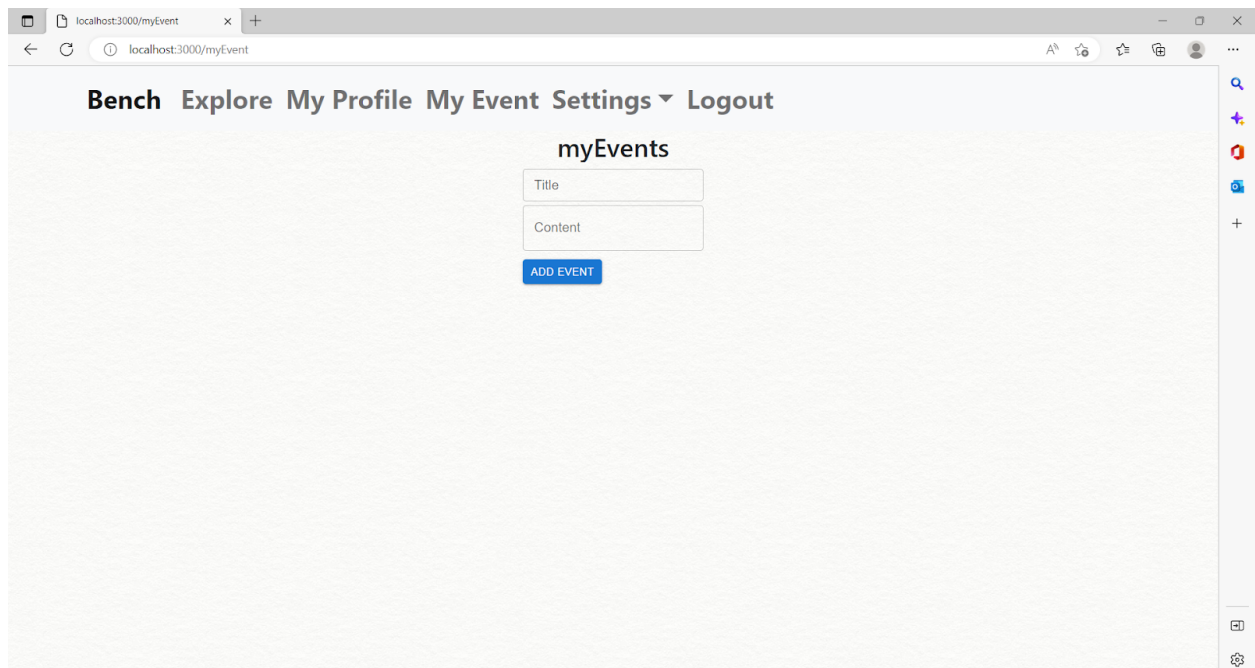 localhost:3000/myEvent
localhost:3000/myEvent
Bench Explore My Profile My Event Settings Logout
myEvents
Title
Content
ADD EVENT